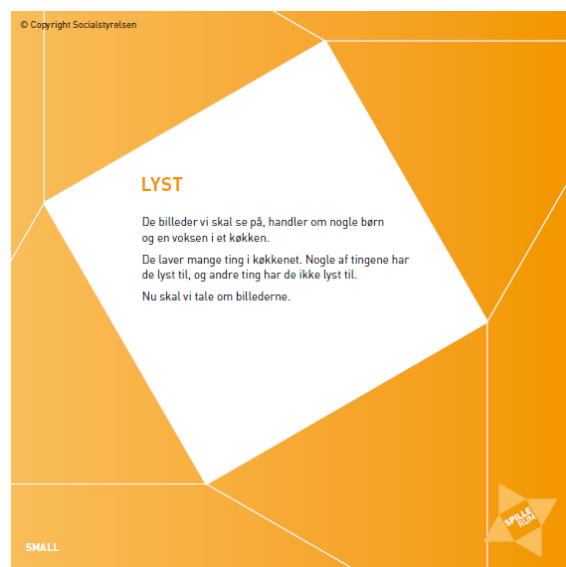 © Copyright Socialstyrelsen
LYST
De billeder vi skal se på, handler om nogle børn
og en voksen i et køkken.
De laver mange ting i køkkenet. Nogle af tingene har
de lyst til, og andre ting har de ikke lyst til.
Nu skal vi tale om billederne.
SPILLE
RUM
SMALL